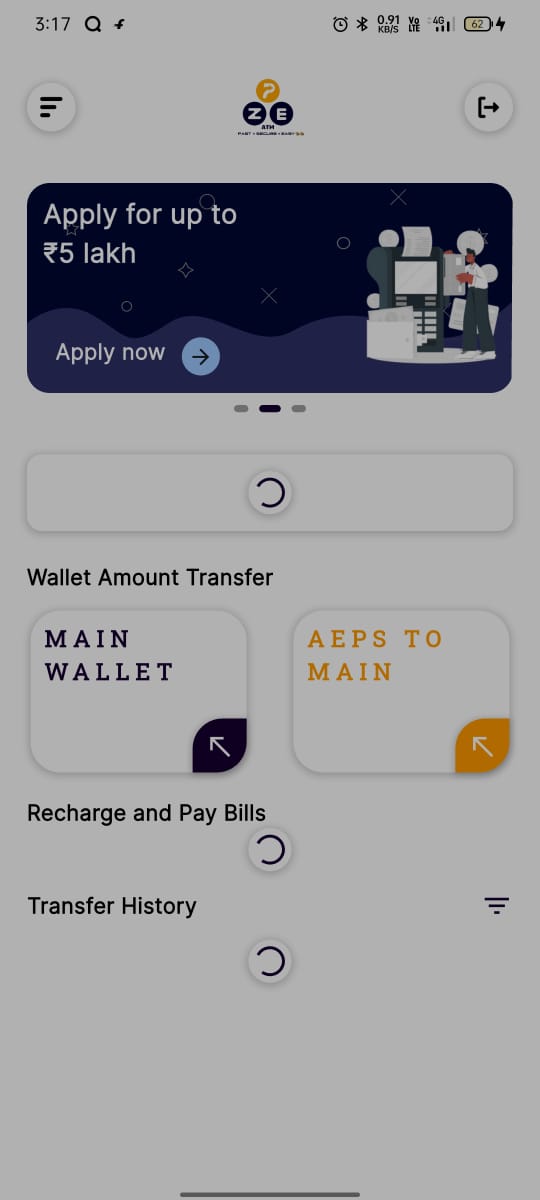 3:17
0.91
KB/S
Vo
LTE
4G
62
Z E
ATM
FAST • SECURE • EASY
Apply for up to
₹5 lakh
Apply now
Wallet Amount Transfer
MAIN
WALLET
AEPS TO
MAIN
Recharge and Pay Bills
Transfer History